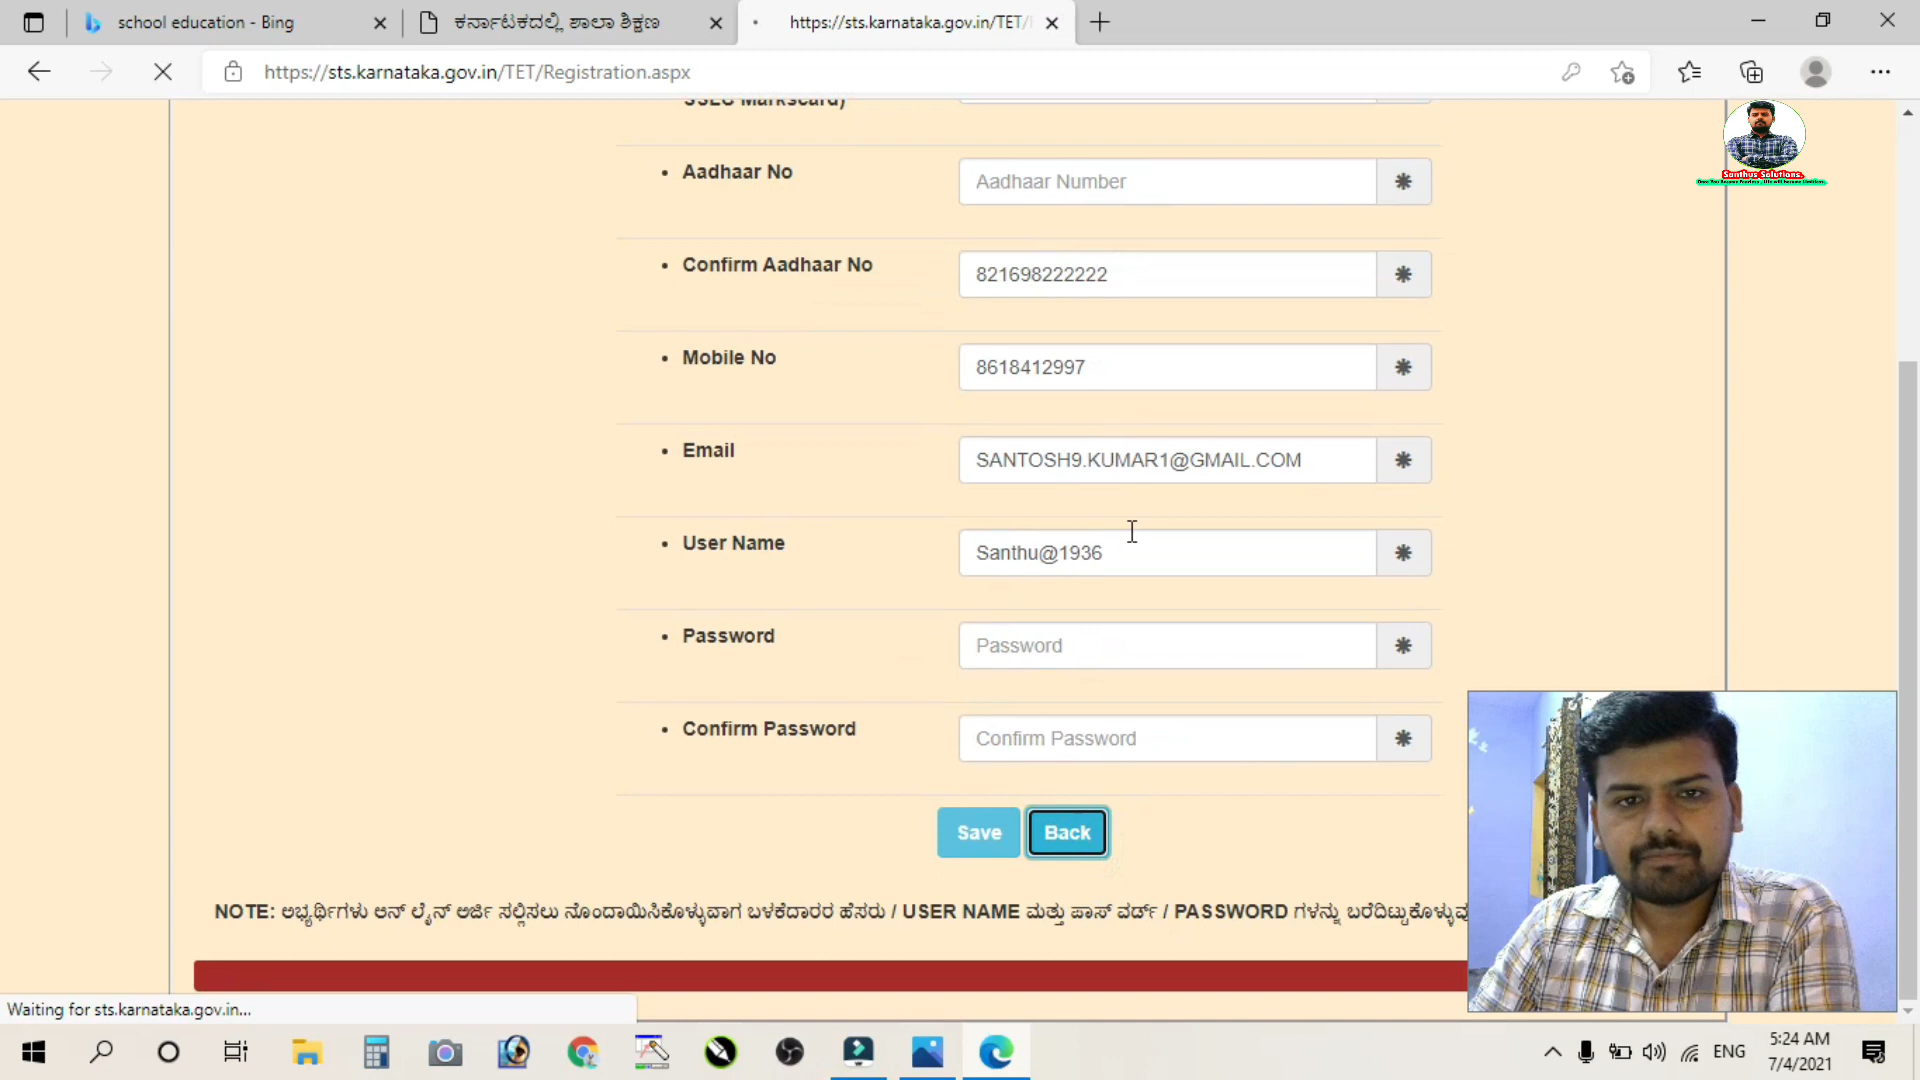 school education - Bing
ಕರ್ನಾಟಕದಲ್ಲಿ ಶಾಲಾ ಶಿಕ್ಷಣ
https://sts.karnataka.gov.in/TET/
https://sts.karnataka.gov.in/TET/Registration.aspx
SSLC Markscard)
Santhus Solutions.
Aadhaar No
Aadhaar Number
Confirm Aadhaar No
821698222222
Mobile No
8618412997
Email
SANTOSH9.KUMAR1@GMAIL.COM
User Name
Santhu@1936
Password
Password
Confirm Password
Confirm Password
Save
Back
NOTE: ಅಭ್ಯರ್ಥಿಗಳು ಆನ್ ಲೈನ್ ಅರ್ಜಿ ಸಲ್ಲಿಸಲು ನೊಂದಾಯಿಸಿಕೊಳ್ಳುವಾಗ ಬಳಕೆದಾರರ ಹೆಸರು / USER NAME ಮತ್ತು ಪಾಸ್ ವರ್ಡ್ / PASSWORD ಗಳನ್ನು ಬರೆದಿಟ್ಟುಕೊಳ್ಳುವ
Waiting for sts.karnataka.gov.in...
ENG
5:24 AM
7/4/2021